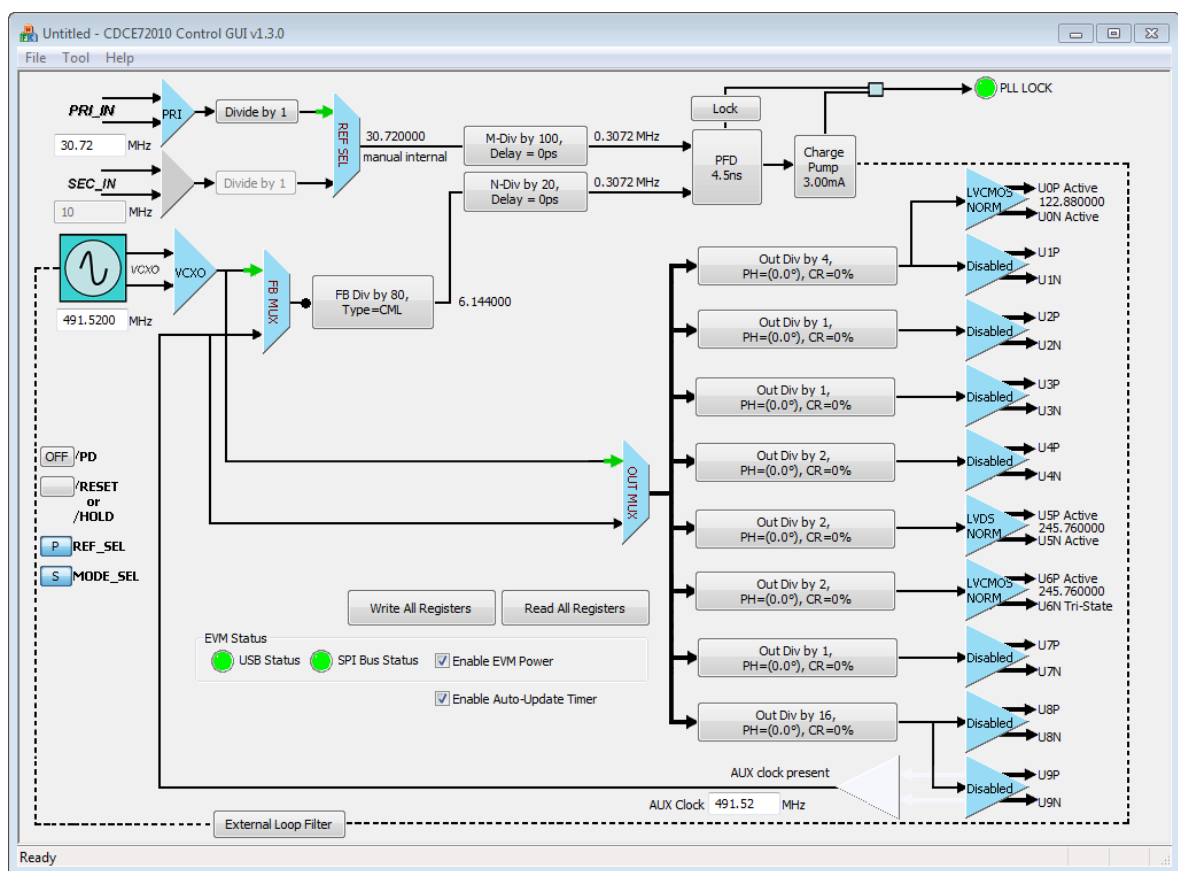 Untitled - CDCE72010 Control GUI v1.3.0
File Tool Help
PRI_IN
30.72 MHz
PRI
Divide by 1
SEC_IN
10 MHz
Divide by 1
REF SEL
30.720000
manual internal
M-Div by 100,
Delay = 0ps
0.3072 MHz
N-Div by 20,
Delay = 0ps
0.3072 MHz
Lock
PFD
4.5ns
Charge
Pump
3.00mA
PLL LOCK
VCXO
491.5200 MHz
VCXO
FB MUX
FB Div by 80,
Type=CML
6.144000
Out Div by 4,
PH=(0.0°), CR=0%
LVCMOS
NORM
U0P Active
122.880000
U0N Active
Disabled
U1P
U1N
Out Div by 1,
PH=(0.0°), CR=0%
Disabled
U2P
U2N
Out Div by 1,
PH=(0.0°), CR=0%
Disabled
U3P
U3N
Out Div by 2,
PH=(0.0°), CR=0%
Disabled
U4P
U4N
Out Div by 2,
PH=(0.0°), CR=0%
LVDS
NORM
U5P Active
245.760000
U5N Active
Out Div by 2,
PH=(0.0°), CR=0%
LVCMOS
NORM
U6P Active
245.760000
U6N Tri-State
Out Div by 1,
PH=(0.0°), CR=0%
Disabled
U7P
U7N
Out Div by 16,
PH=(0.0°), CR=0%
Disabled
U8P
U8N
Disabled
U9P
U9N
OUT MUX
OFF /PD
/RESET
or
/HOLD
P REF_SEL
S MODE_SEL
Write All Registers
Read All Registers
EVM Status
USB Status
SPI Bus Status
Enable EVM Power
Enable Auto-Update Timer
AUX clock present
AUX Clock 491.52 MHz
External Loop Filter
Ready